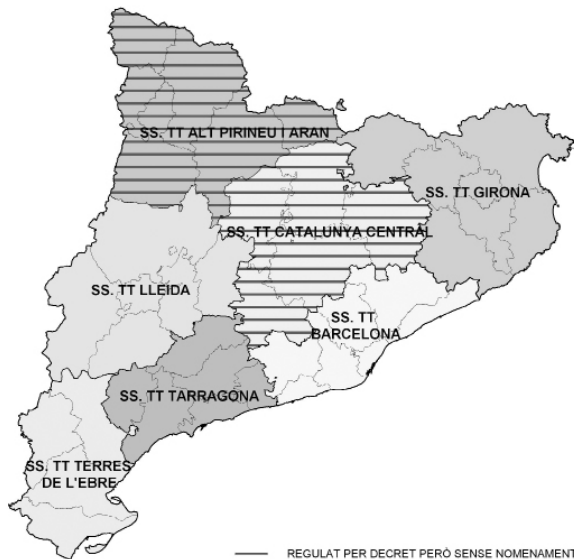 SS. TT ALT PIRINEU I ARAN
SS. TT GIRONA
SS. TT CATALUNYA CENTRAL
SS. TT LLEIDA
SS. TT
BARCELONA
SS. TT TARRAGONA
SS. TT TERRES
DE L'EBRE
REGULAT PER DECRET PERÒ SENSE NOMENAMENT